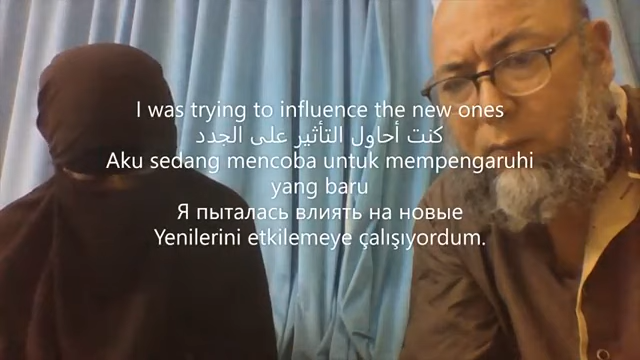 I was trying to influence the new ones
كنت أحاول التأثير على الجدد
Aku sedang mencoba untuk mempengaruhi
yang baru
Я пыталась влиять на новые
Yenilerini etkilemeye çalışıyordum.